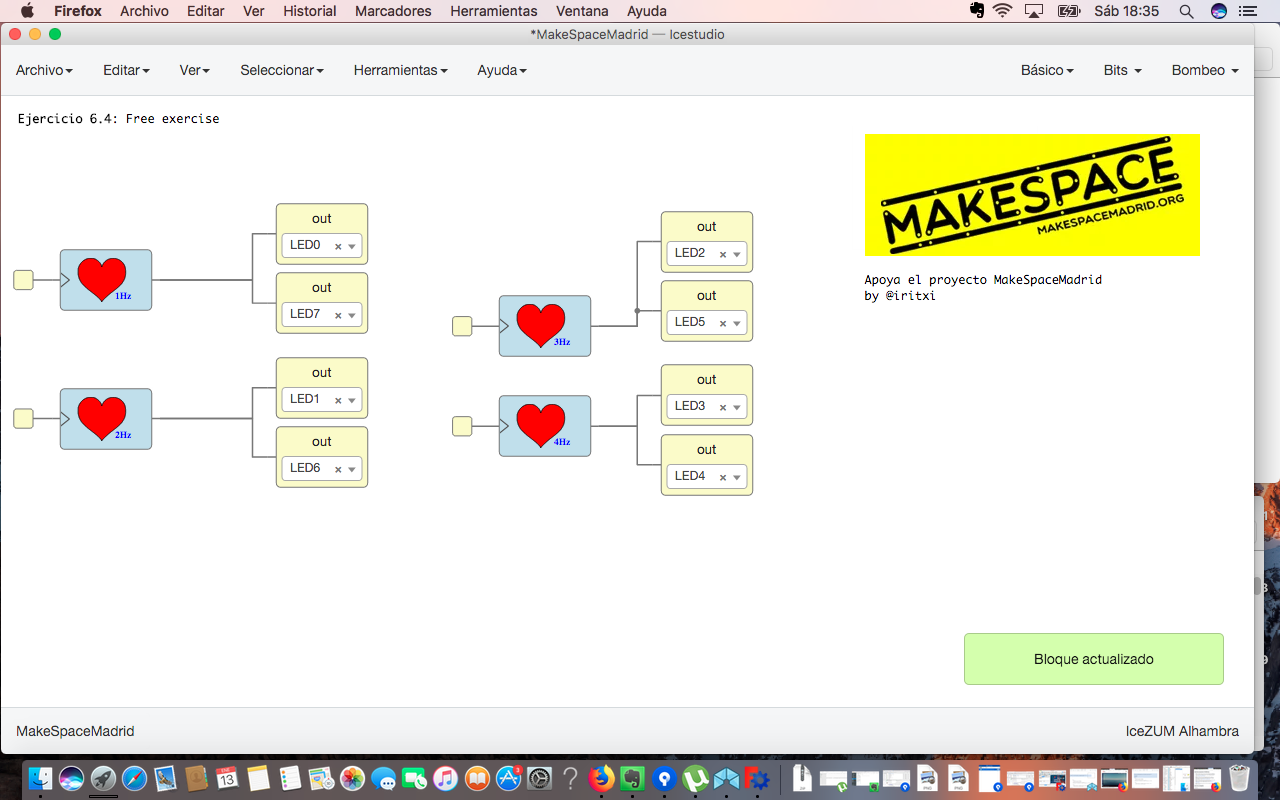 Firefox Archivo Editar Ver Historial Marcadores Herramientas Ventana Ayuda Sáb 18:35
*MakeSpaceMadrid — Icestudio
Archivo Editar Ver Seleccionar Herramientas Ayuda Básico Bits Bombeo
Ejercicio 6.4: Free exercise
MAKESPACE
MAKESPACEMADRID.ORG
Apoya el proyecto MakeSpaceMadrid
by @iritxi
out
LED0
1Hz
out
LED7
out
LED2
out
LED5
3Hz
out
LED1
2Hz
out
LED6
out
LED3
4Hz
out
LED4
Bloque actualizado
MakeSpaceMadrid IceZUM Alhambra
13